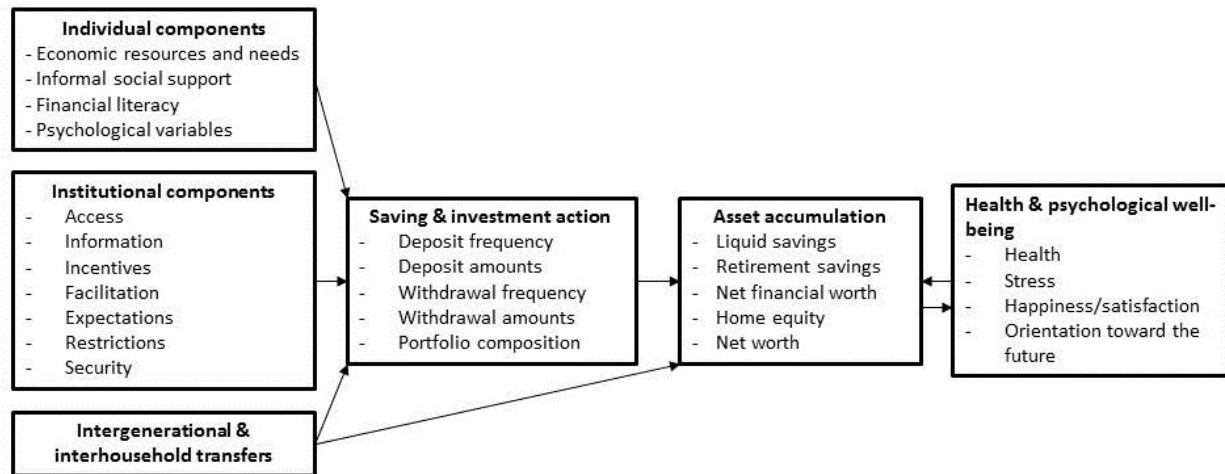 Individual components
- Economic resources and needs
- Informal social support
- Financial literacy
- Psychological variables
Institutional components
- Access
- Information
- Incentives
- Facilitation
- Expectations
- Restrictions
- Security
Intergenerational &
interhousehold transfers
Saving & investment action
- Deposit frequency
- Deposit amounts
- Withdrawal frequency
- Withdrawal amounts
- Portfolio composition
Asset accumulation
- Liquid savings
- Retirement savings
- Net financial worth
- Home equity
- Net worth
Health & psychological well-
being
- Health
- Stress
- Happiness/satisfaction
- Orientation toward the
future